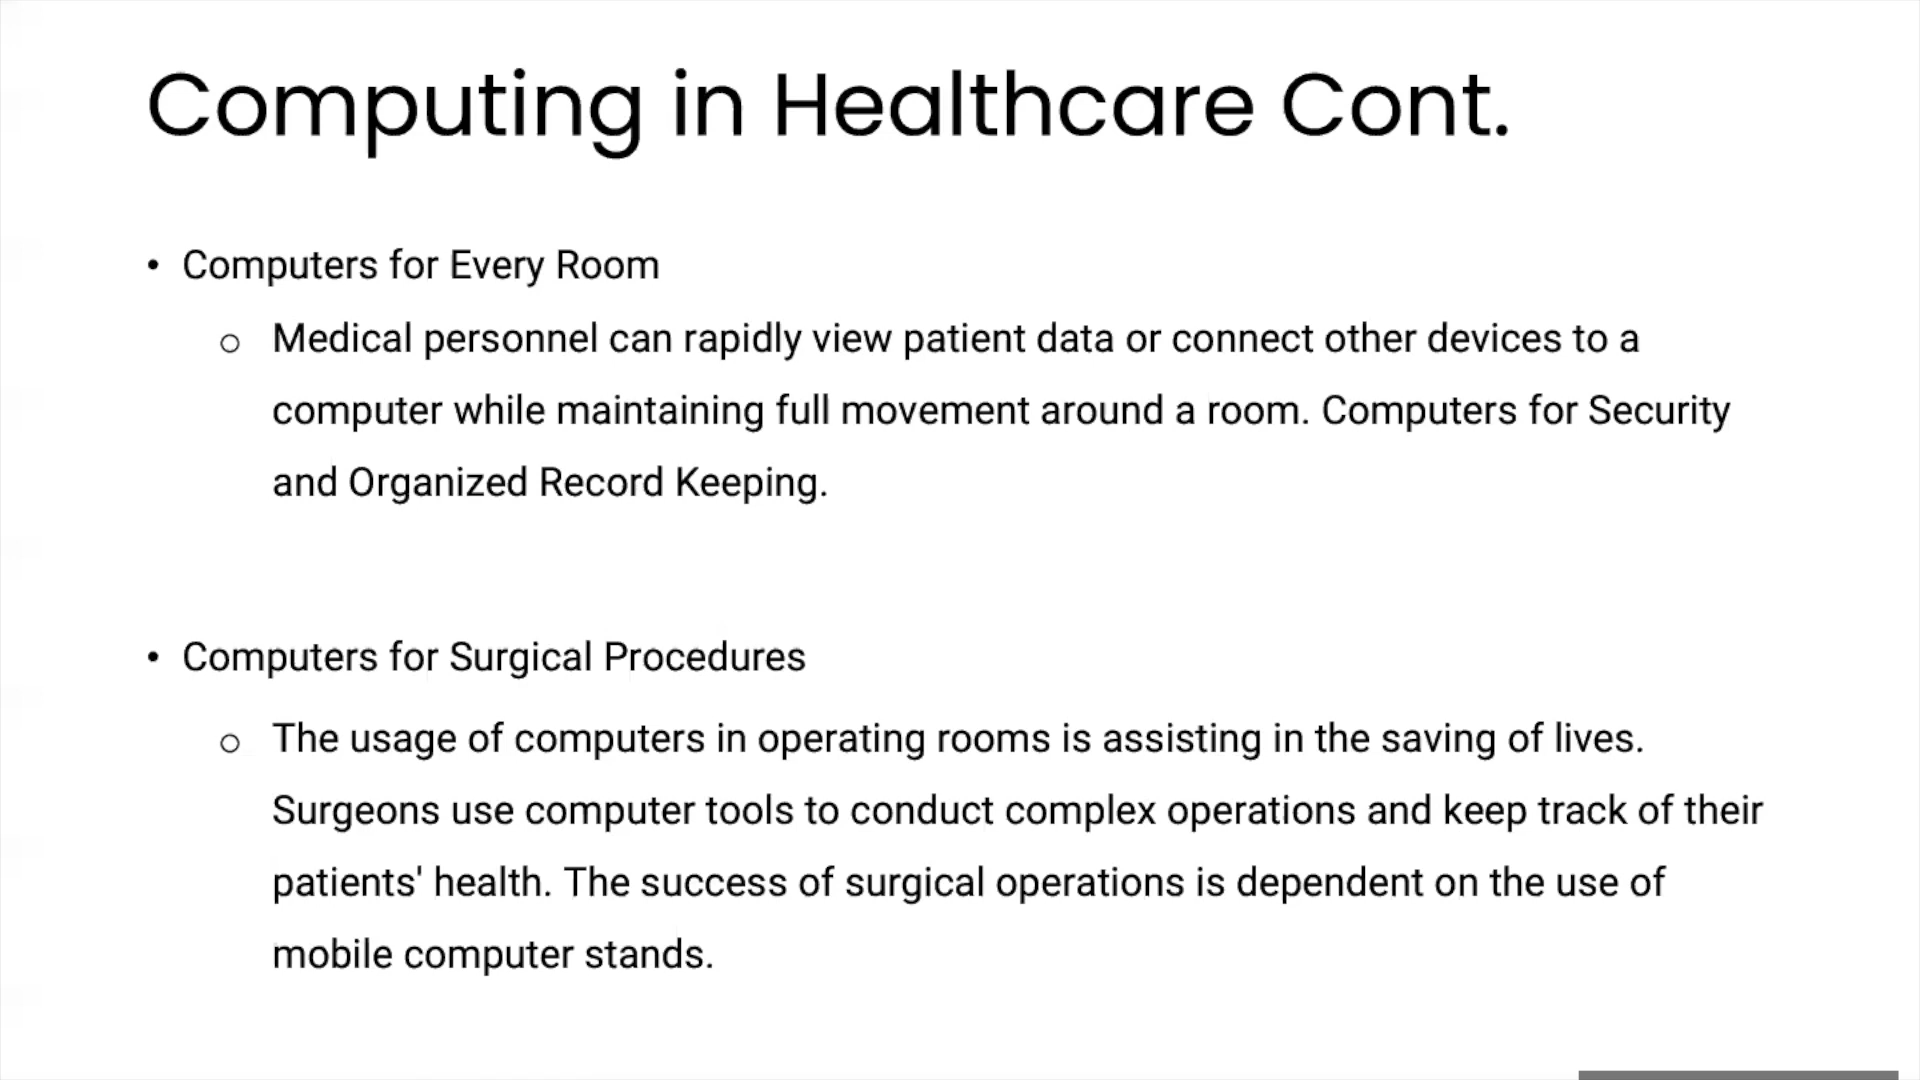 Computing in Healthcare Cont.
• Computers for Every Room
○ Medical personnel can rapidly view patient data or connect other devices to a
computer while maintaining full movement around a room. Computers for Security
and Organized Record Keeping.
• Computers for Surgical Procedures
○ The usage of computers in operating rooms is assisting in the saving of lives.
Surgeons use computer tools to conduct complex operations and keep track of their
patients' health. The success of surgical operations is dependent on the use of
mobile computer stands.